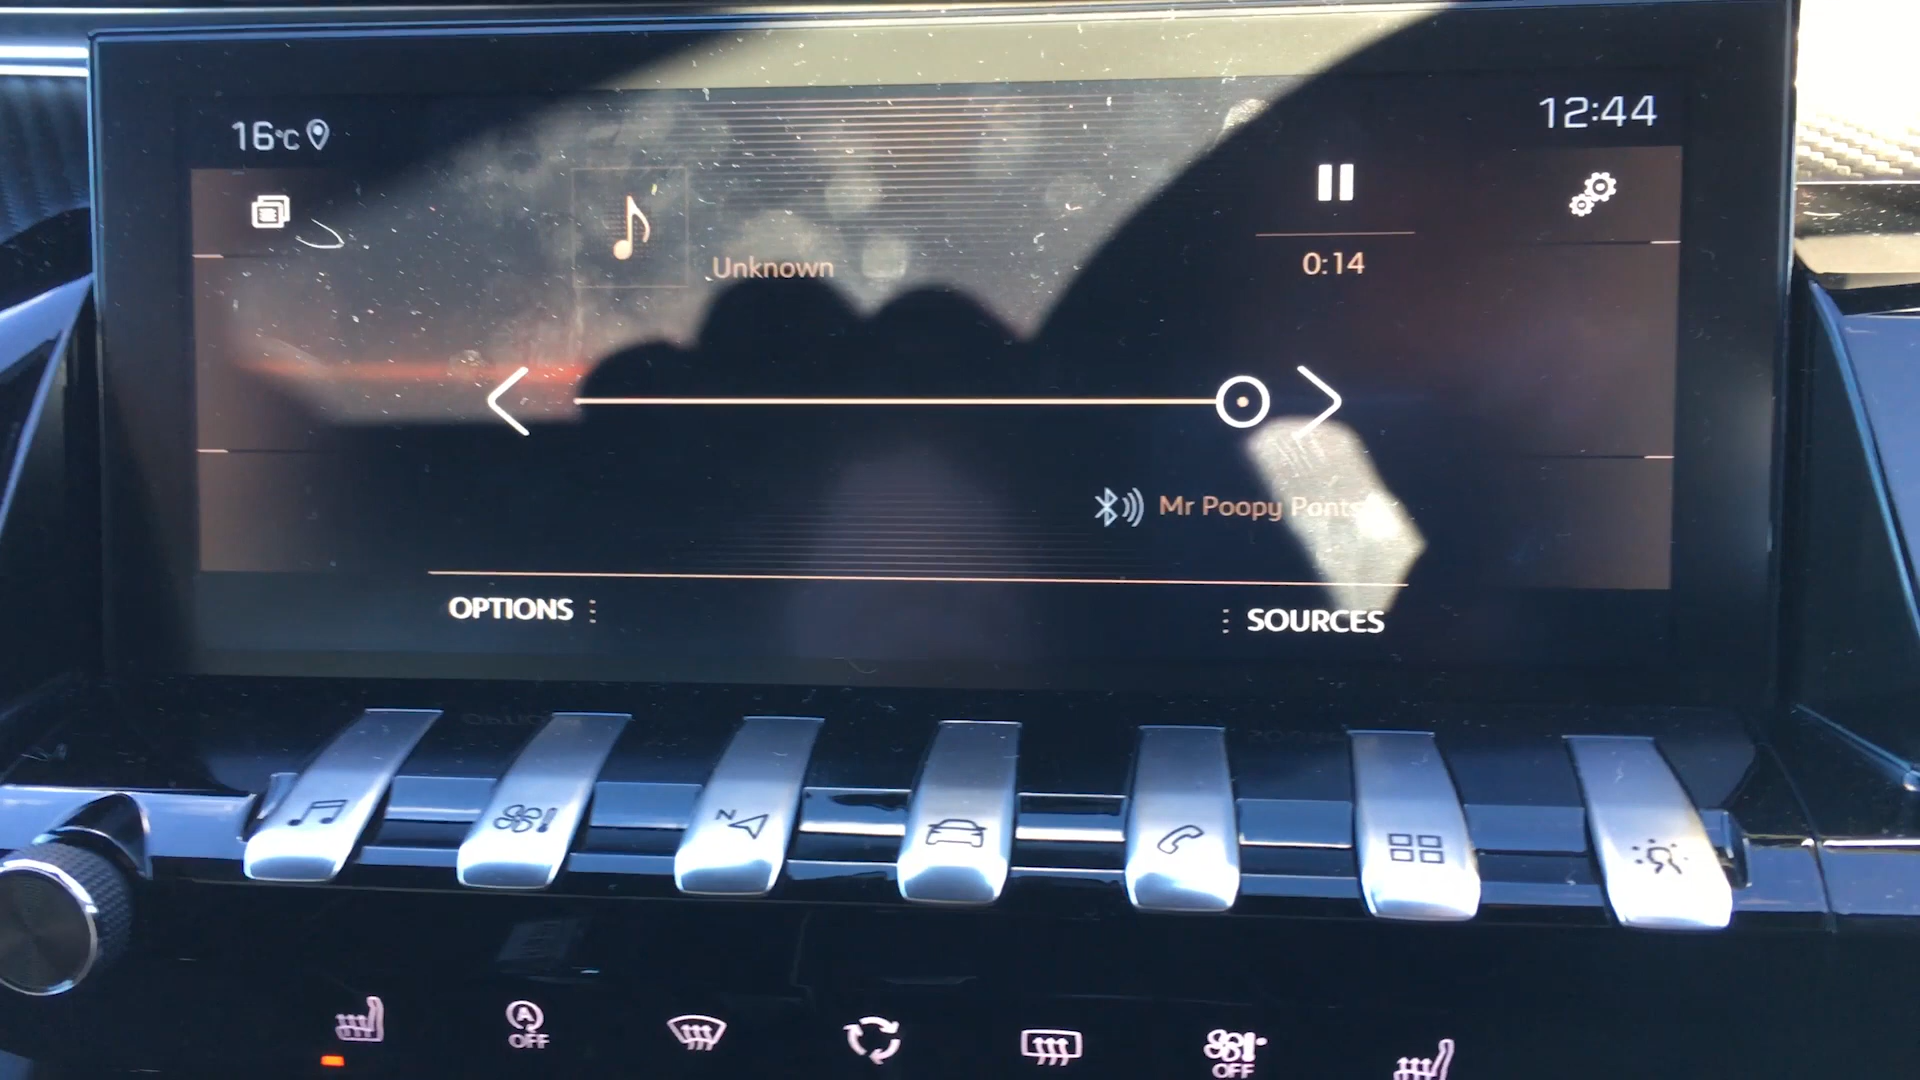 16°C
12:44
Unknown
0:14
Mr Poopy Pants
OPTIONS
SOURCES
N
A
OFF
OFF